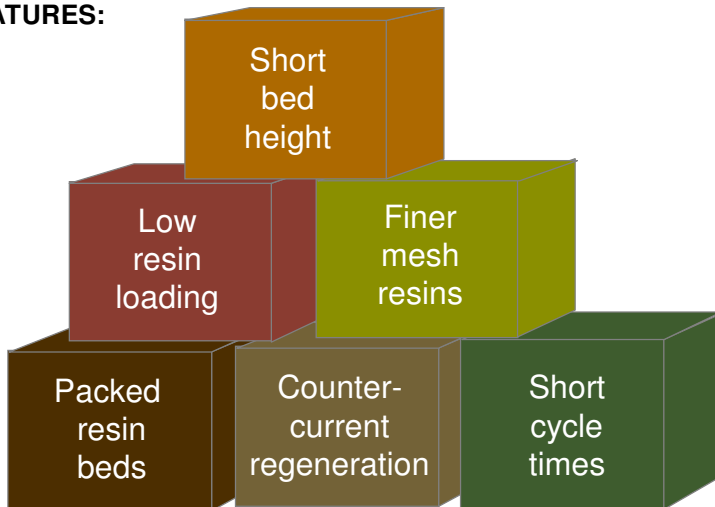 ATURES:
Short
bed
height
Low
resin
loading
Finer
mesh
resins
Packed
resin
beds
Counter-
current
regeneration
Short
cycle
times